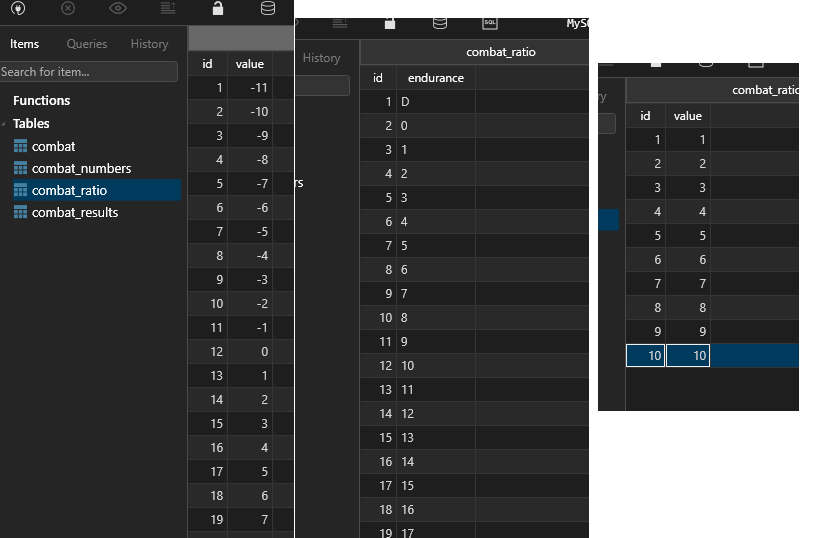 Items Queries History
Search for item...
Functions
Tables
combat
combat_numbers
combat_ratio
combat_results
id value
1 -11
2 -10
3 -9
4 -8
5 -7
6 -6
7 -5
8 -4
9 -3
10 -2
11 -1
12 0
13 1
14 2
15 3
16 4
17 5
18 6
19 7
SQL MySQ
History
combat_ratio
rs
id endurance
1 D
2 0
3 1
4 2
5 3
6 4
7 5
8 6
9 7
10 8
11 9
12 10
13 11
14 12
15 13
16 14
17 15
18 16
19 17
ry
combat_ratio
id value
1 1
2 2
3 3
4 4
5 5
6 6
7 7
8 8
9 9
10 10